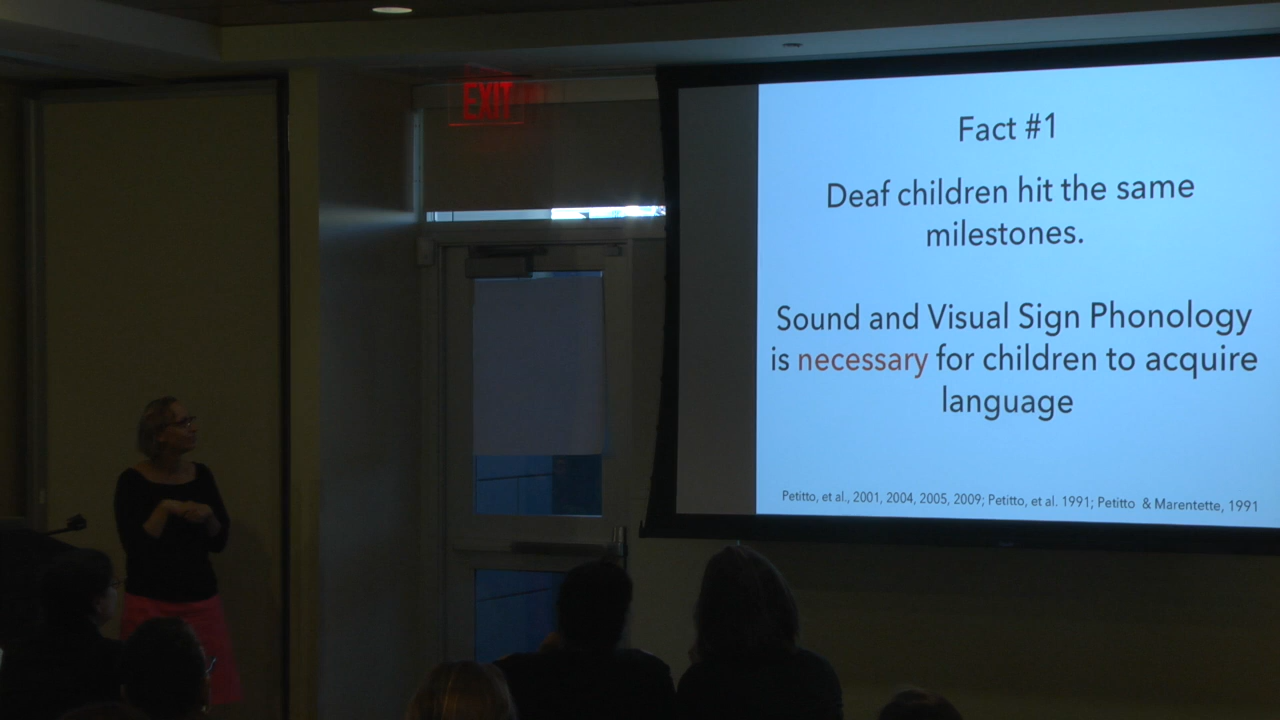 EXIT
Fact #1
Deaf children hit the same
milestones.
Sound and Visual Sign Phonology
is necessary for children to acquire
language
Petitto, et al., 2001, 2004, 2005, 2009; Petitto, et al. 1991; Petitto & Marentette, 1991